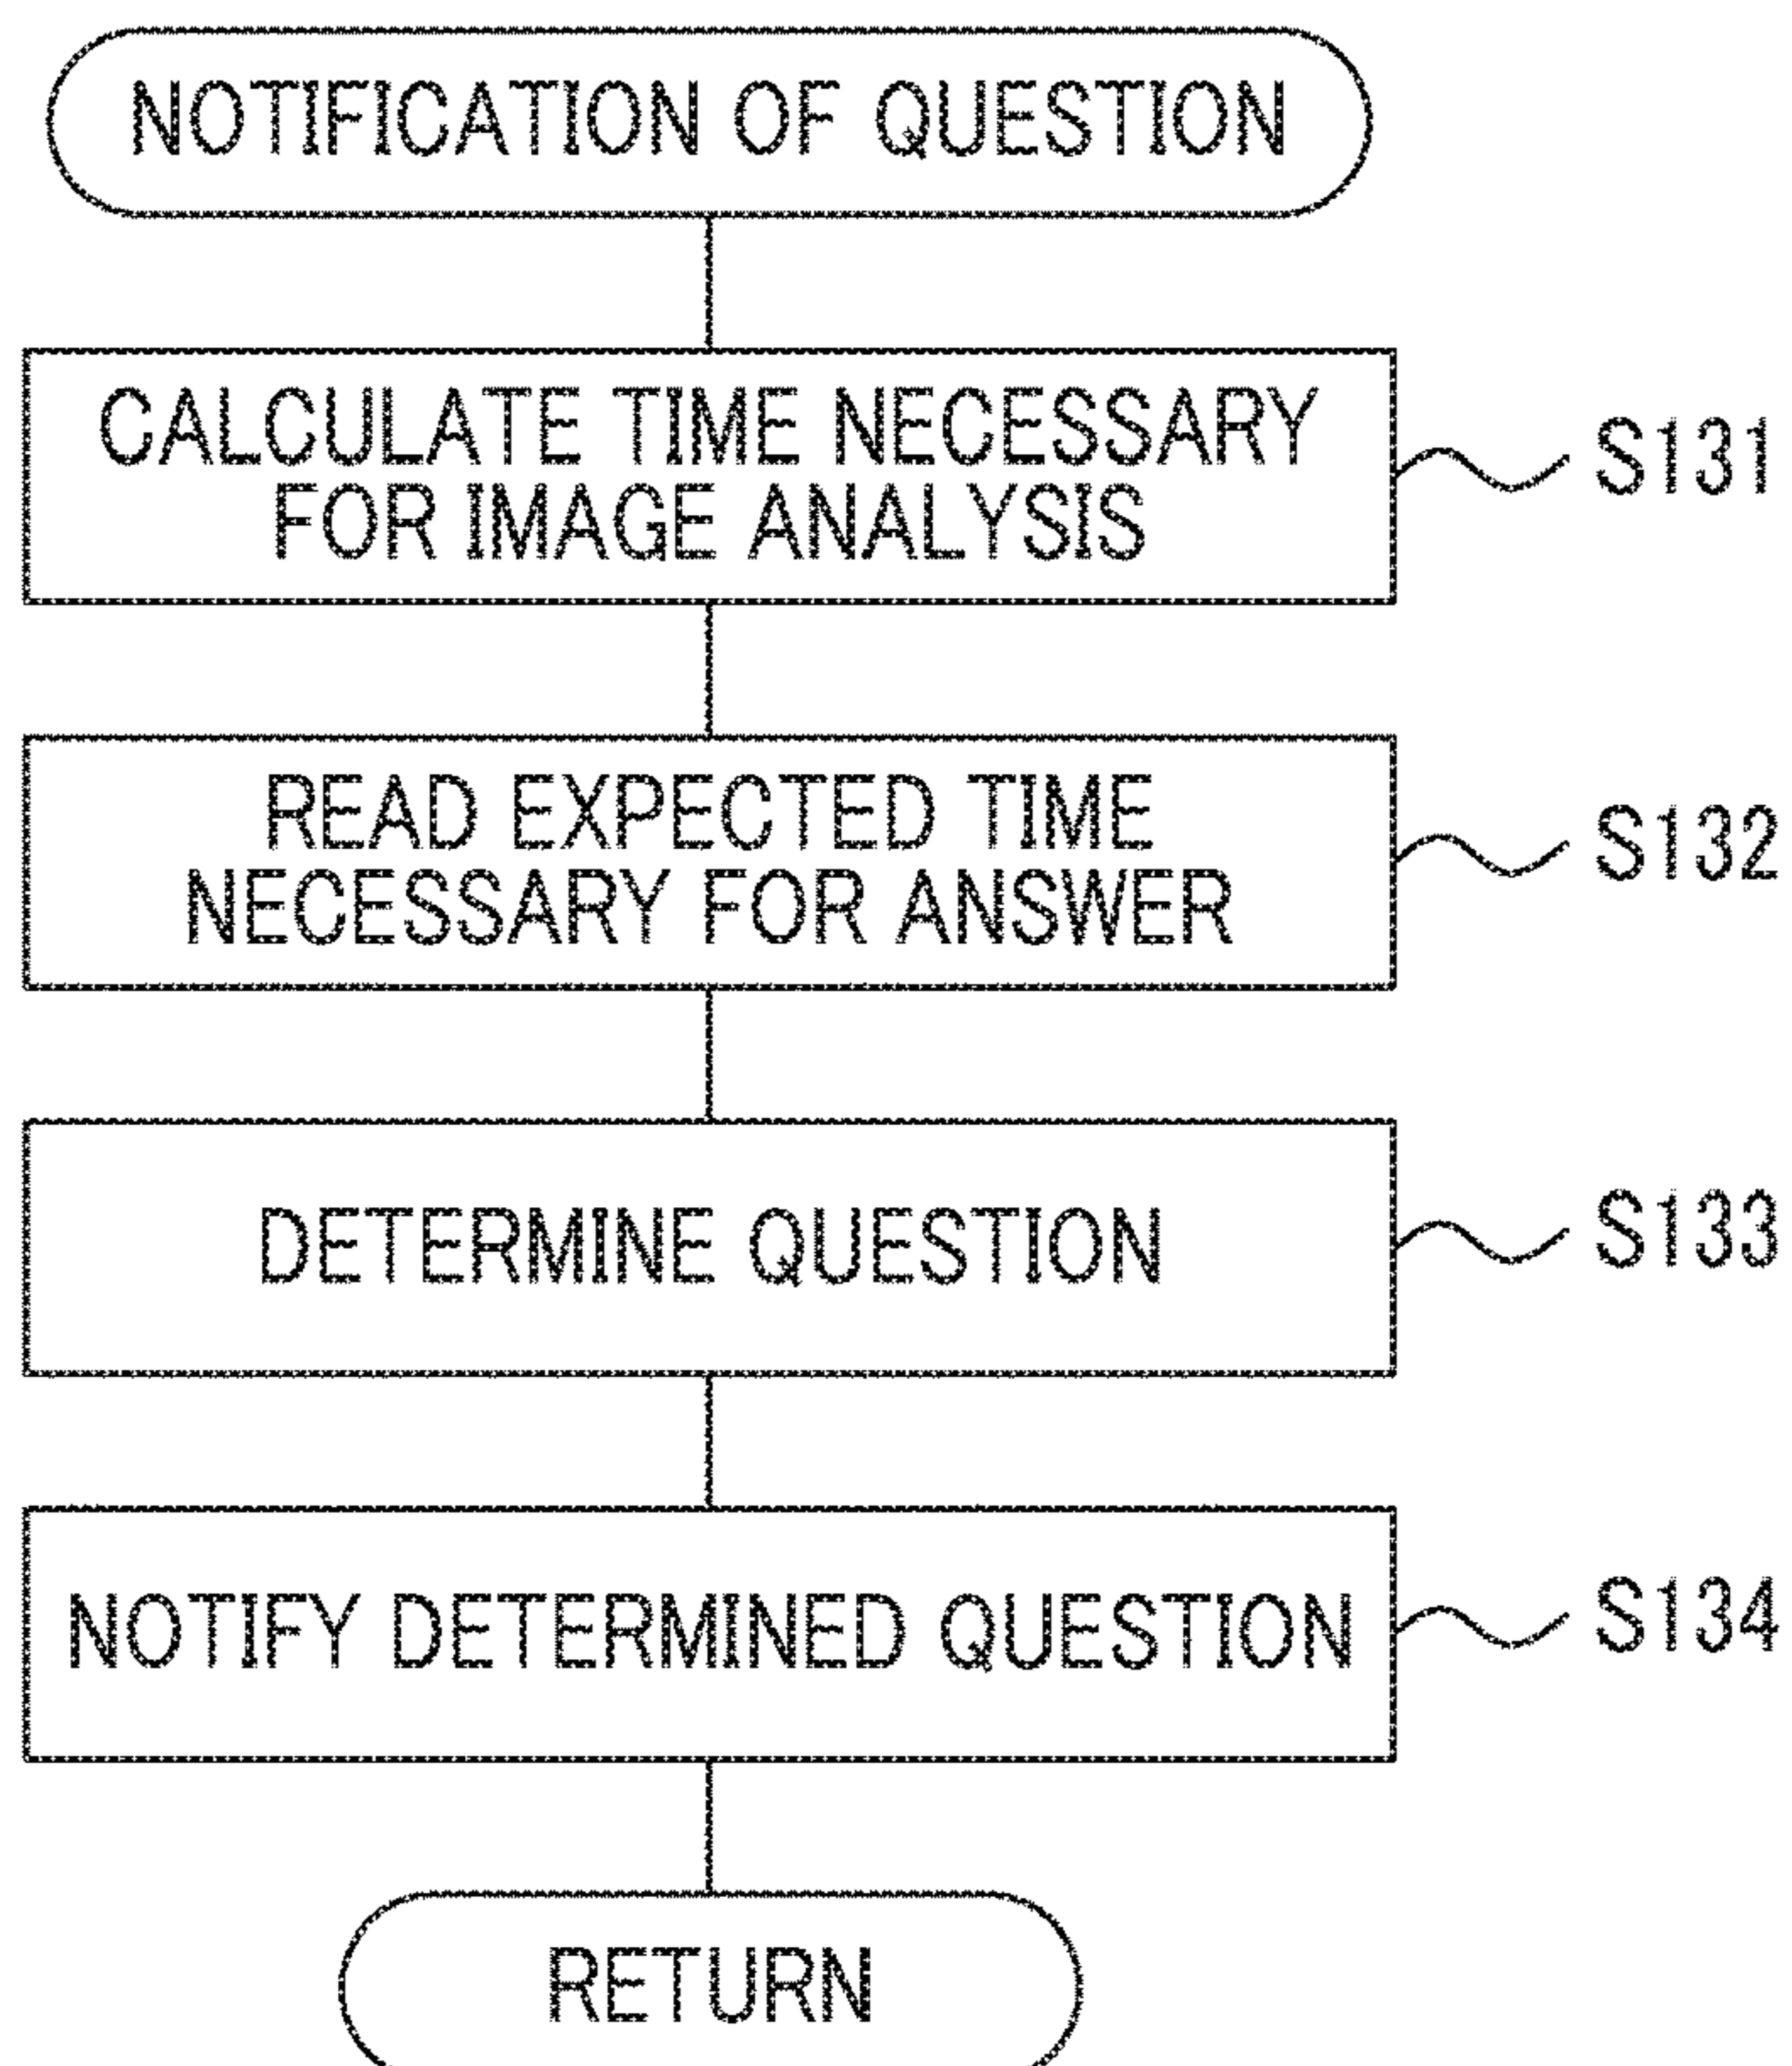 NOTIFICATION OF QUESTION
CALCULATE TIME NECESSARY
FOR IMAGE ANALYSIS
S131
READ EXPECTED TIME
NECESSARY FOR ANSWER
S132
DETERMINE QUESTION
S133
NOTIFY DETERMINED QUESTION
S134
RETURN